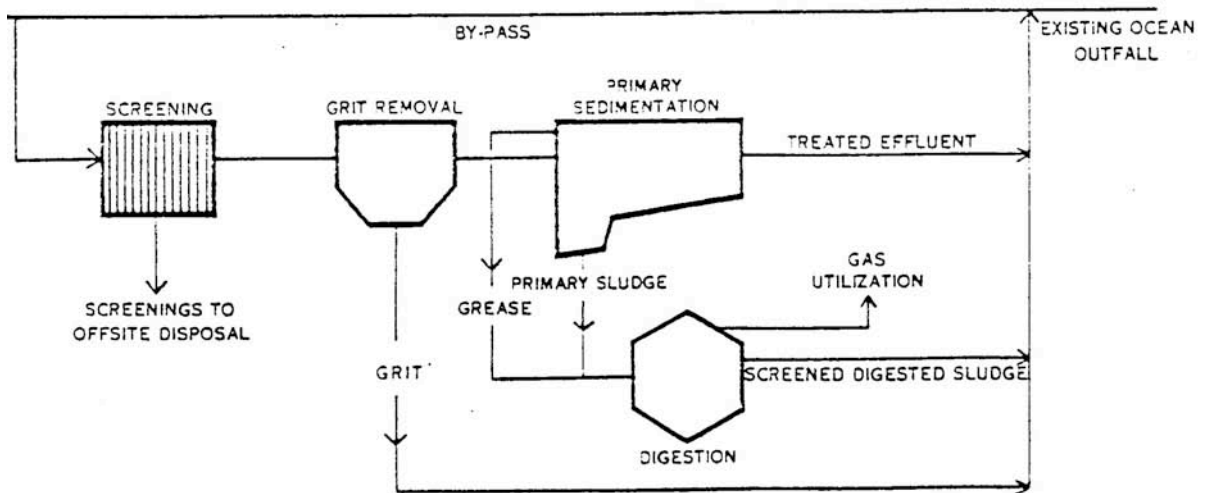 BY-PASS
EXISTING OCEAN
OUTFALL
SCREENING
GRIT REMOVAL
PRIMARY
SEDIMENTATION
TREATED EFFLUENT
SCREENINGS TO
OFFSITE DISPOSAL
GREASE
PRIMARY SLUDGE
GAS
UTILIZATION
GRIT
SCREENED DIGESTED SLUDGE
DIGESTION